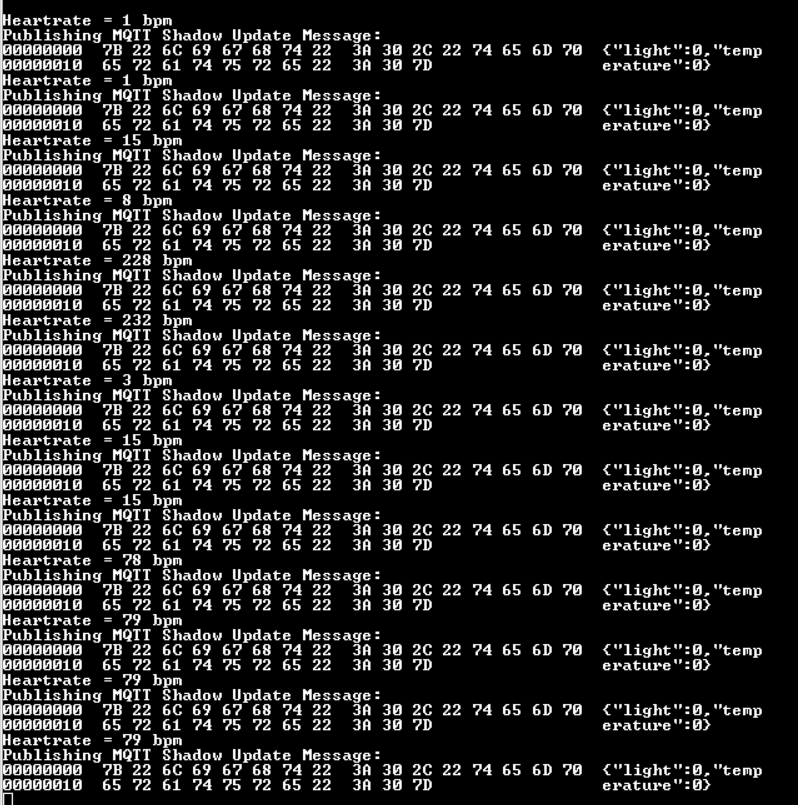 Heartrate = 1 bpm
Publishing MQTT Shadow Update Message:
00000000  7B 22 6C 69 67 68 74 22  3A 30 2C 22 74 65 6D 70  {"light":0,"temp
00000010  65 72 61 74 75 72 65 22  3A 30 7D                 erature":0}
Heartrate = 1 bpm
Publishing MQTT Shadow Update Message:
00000000  7B 22 6C 69 67 68 74 22  3A 30 2C 22 74 65 6D 70  {"light":0,"temp
00000010  65 72 61 74 75 72 65 22  3A 30 7D                 erature":0}
Heartrate = 15 bpm
Publishing MQTT Shadow Update Message:
00000000  7B 22 6C 69 67 68 74 22  3A 30 2C 22 74 65 6D 70  {"light":0,"temp
00000010  65 72 61 74 75 72 65 22  3A 30 7D                 erature":0}
Heartrate = 8 bpm
Publishing MQTT Shadow Update Message:
00000000  7B 22 6C 69 67 68 74 22  3A 30 2C 22 74 65 6D 70  {"light":0,"temp
00000010  65 72 61 74 75 72 65 22  3A 30 7D                 erature":0}
Heartrate = 228 bpm
Publishing MQTT Shadow Update Message:
00000000  7B 22 6C 69 67 68 74 22  3A 30 2C 22 74 65 6D 70  {"light":0,"temp
00000010  65 72 61 74 75 72 65 22  3A 30 7D                 erature":0}
Heartrate = 232 bpm
Publishing MQTT Shadow Update Message:
00000000  7B 22 6C 69 67 68 74 22  3A 30 2C 22 74 65 6D 70  {"light":0,"temp
00000010  65 72 61 74 75 72 65 22  3A 30 7D                 erature":0}
Heartrate = 3 bpm
Publishing MQTT Shadow Update Message:
00000000  7B 22 6C 69 67 68 74 22  3A 30 2C 22 74 65 6D 70  {"light":0,"temp
00000010  65 72 61 74 75 72 65 22  3A 30 7D                 erature":0}
Heartrate = 15 bpm
Publishing MQTT Shadow Update Message:
00000000  7B 22 6C 69 67 68 74 22  3A 30 2C 22 74 65 6D 70  {"light":0,"temp
00000010  65 72 61 74 75 72 65 22  3A 30 7D                 erature":0}
Heartrate = 15 bpm
Publishing MQTT Shadow Update Message:
00000000  7B 22 6C 69 67 68 74 22  3A 30 2C 22 74 65 6D 70  {"light":0,"temp
00000010  65 72 61 74 75 72 65 22  3A 30 7D                 erature":0}
Heartrate = 78 bpm
Publishing MQTT Shadow Update Message:
00000000  7B 22 6C 69 67 68 74 22  3A 30 2C 22 74 65 6D 70  {"light":0,"temp
00000010  65 72 61 74 75 72 65 22  3A 30 7D                 erature":0}
Heartrate = 79 bpm
Publishing MQTT Shadow Update Message:
00000000  7B 22 6C 69 67 68 74 22  3A 30 2C 22 74 65 6D 70  {"light":0,"temp
00000010  65 72 61 74 75 72 65 22  3A 30 7D                 erature":0}
Heartrate = 79 bpm
Publishing MQTT Shadow Update Message:
00000000  7B 22 6C 69 67 68 74 22  3A 30 2C 22 74 65 6D 70  {"light":0,"temp
00000010  65 72 61 74 75 72 65 22  3A 30 7D                 erature":0}
Heartrate = 79 bpm
Publishing MQTT Shadow Update Message:
00000000  7B 22 6C 69 67 68 74 22  3A 30 2C 22 74 65 6D 70  {"light":0,"temp
00000010  65 72 61 74 75 72 65 22  3A 30 7D                 erature":0}